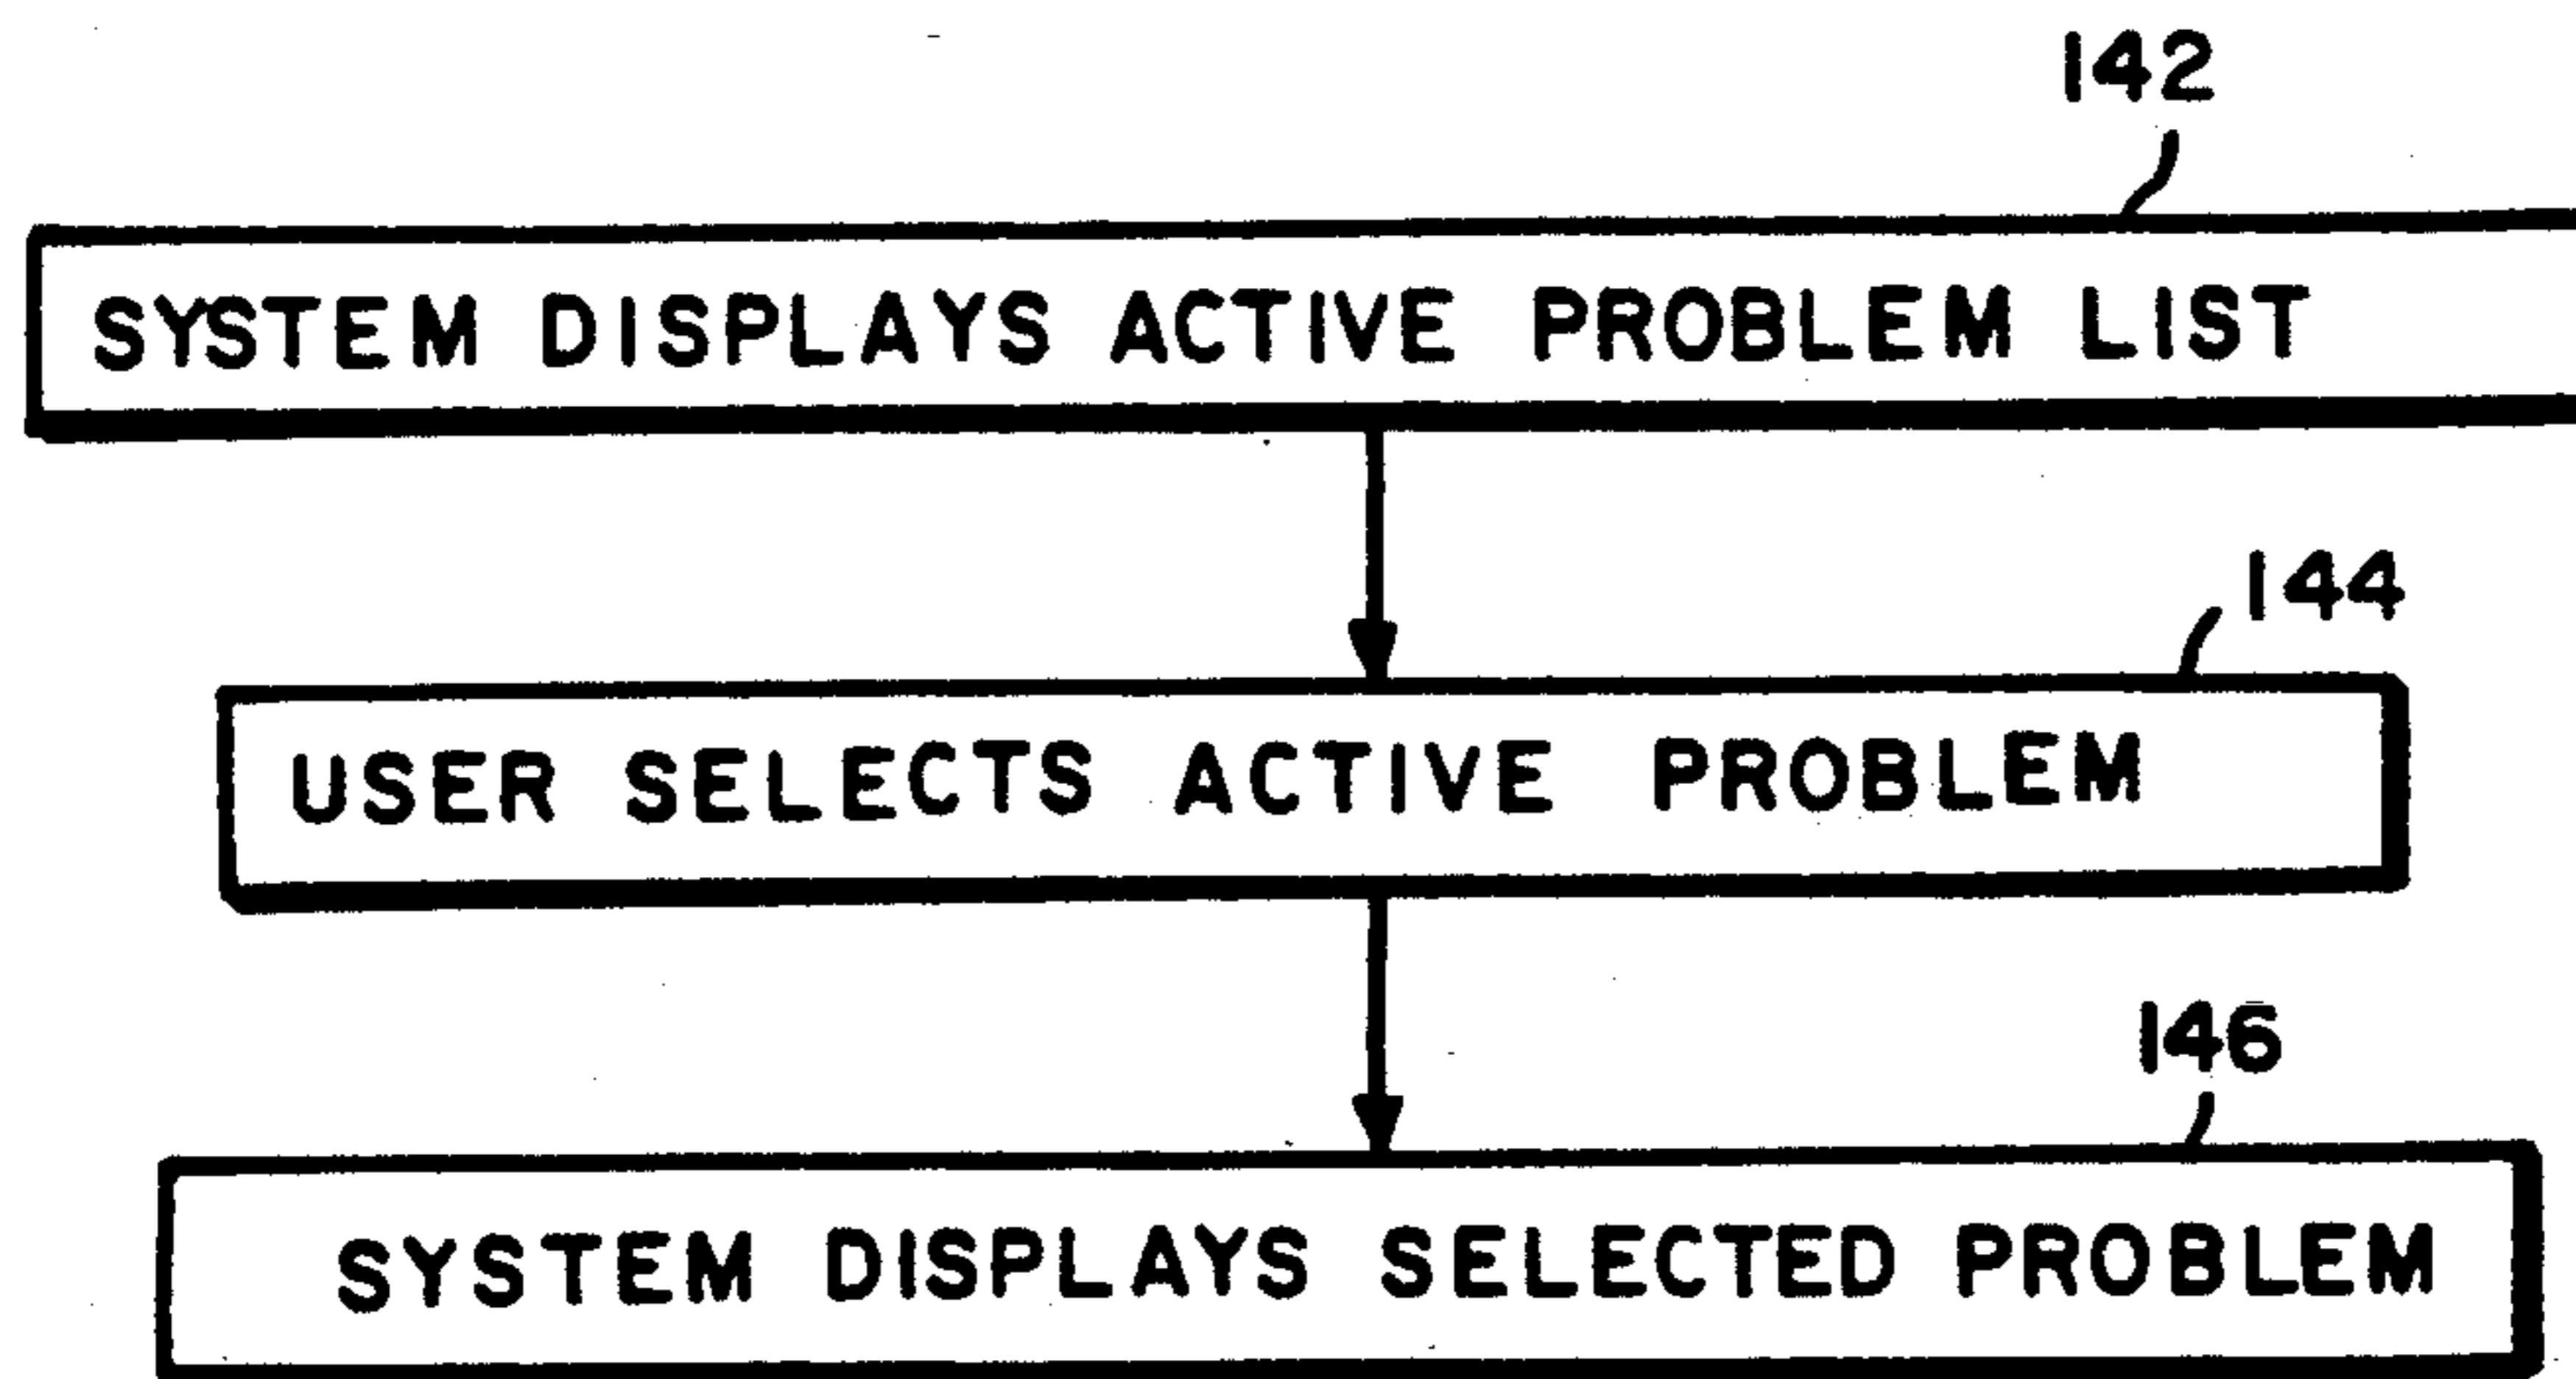 142
SYSTEM DISPLAYS ACTIVE PROBLEM LIST
144
USER SELECTS ACTIVE PROBLEM
146
SYSTEM DISPLAYS SELECTED PROBLEM